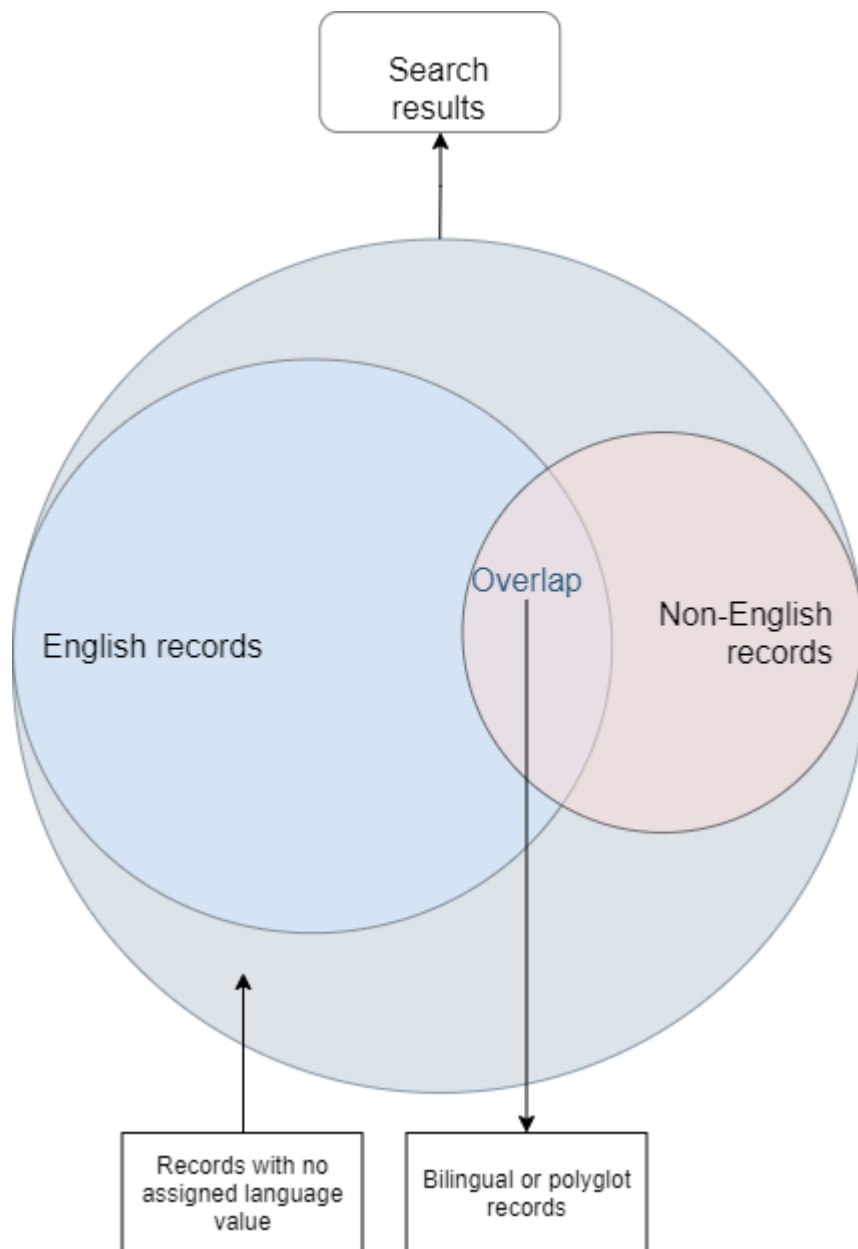 Search
results
Overlap
English records
Non-English
records
Records with no
assigned language
value
Bilingual or polyglot
records